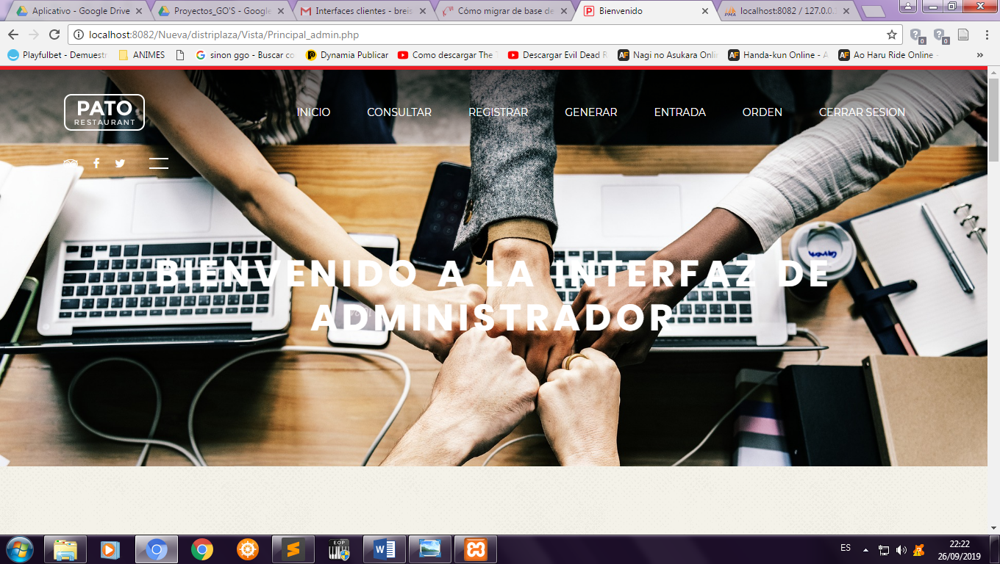 Aplicativo - Google Drive
Proyectos_GO'S - Google
Interfaces clientes - breis
Cómo migrar de base de
Bienvenido
localhost:8082 / 127.0.0.
localhost:8082/Nueva/distriplaza/Vista/Principal_admin.php
0
0
Playfulbet - Demuestr
ANIMES
sinon ggo - Buscar co
Dynamia Publicar
Como descargar The T
Descargar Evil Dead R
Nagi no Asukara Onli
Handa-kun Online - A
Ao Haru Ride Online -
»
PATO
RESTAURANT
INICIO
CONSULTAR
REGISTRAR
GENERAR
ENTRADA
ORDEN
CERRAR SESION
BIENVENIDO A LA INTERFAZ DE
ADMINISTRADOR
EOP
ES
22:22
26/09/2019